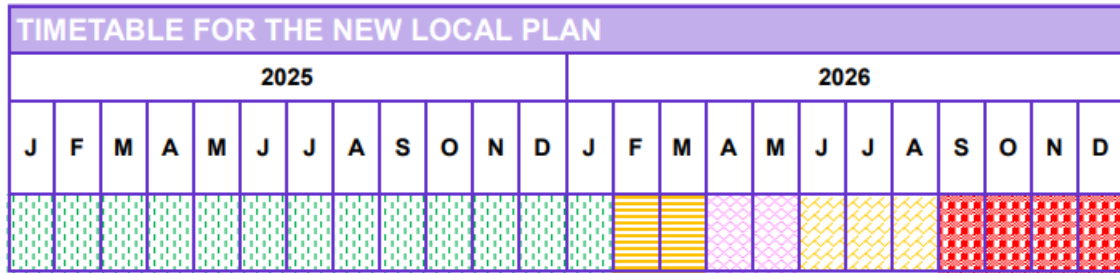 TIMETABLE FOR THE NEW LOCAL PLAN
2025 2026
J F M A M J J A S O N D J F M A M J J A S O N D